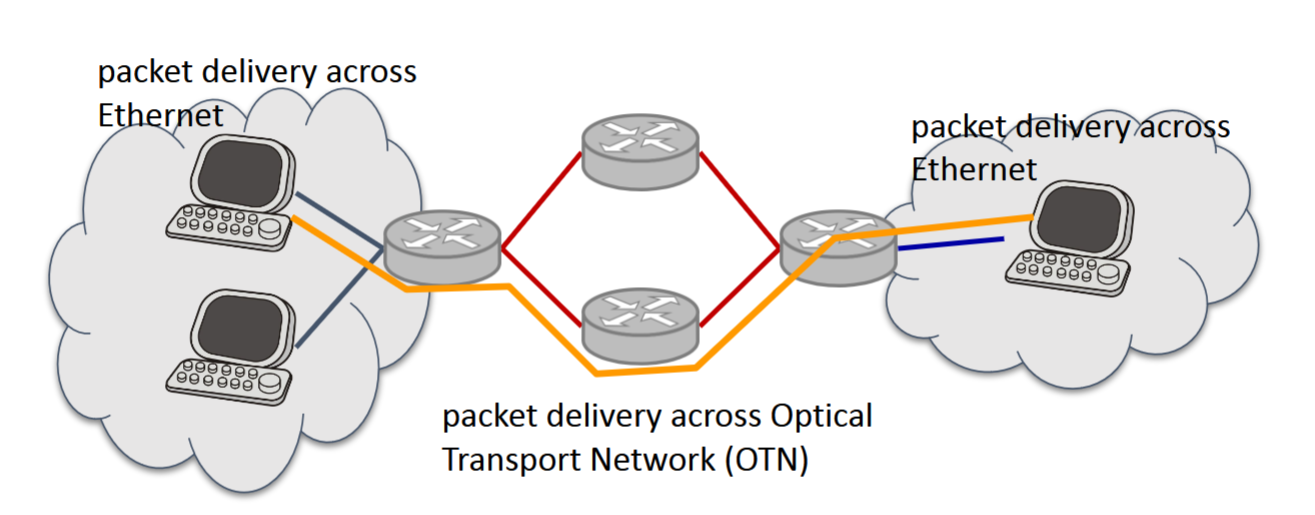 packet delivery across
Ethernet
packet delivery across
Ethernet
packet delivery across Optical
Transport Network (OTN)